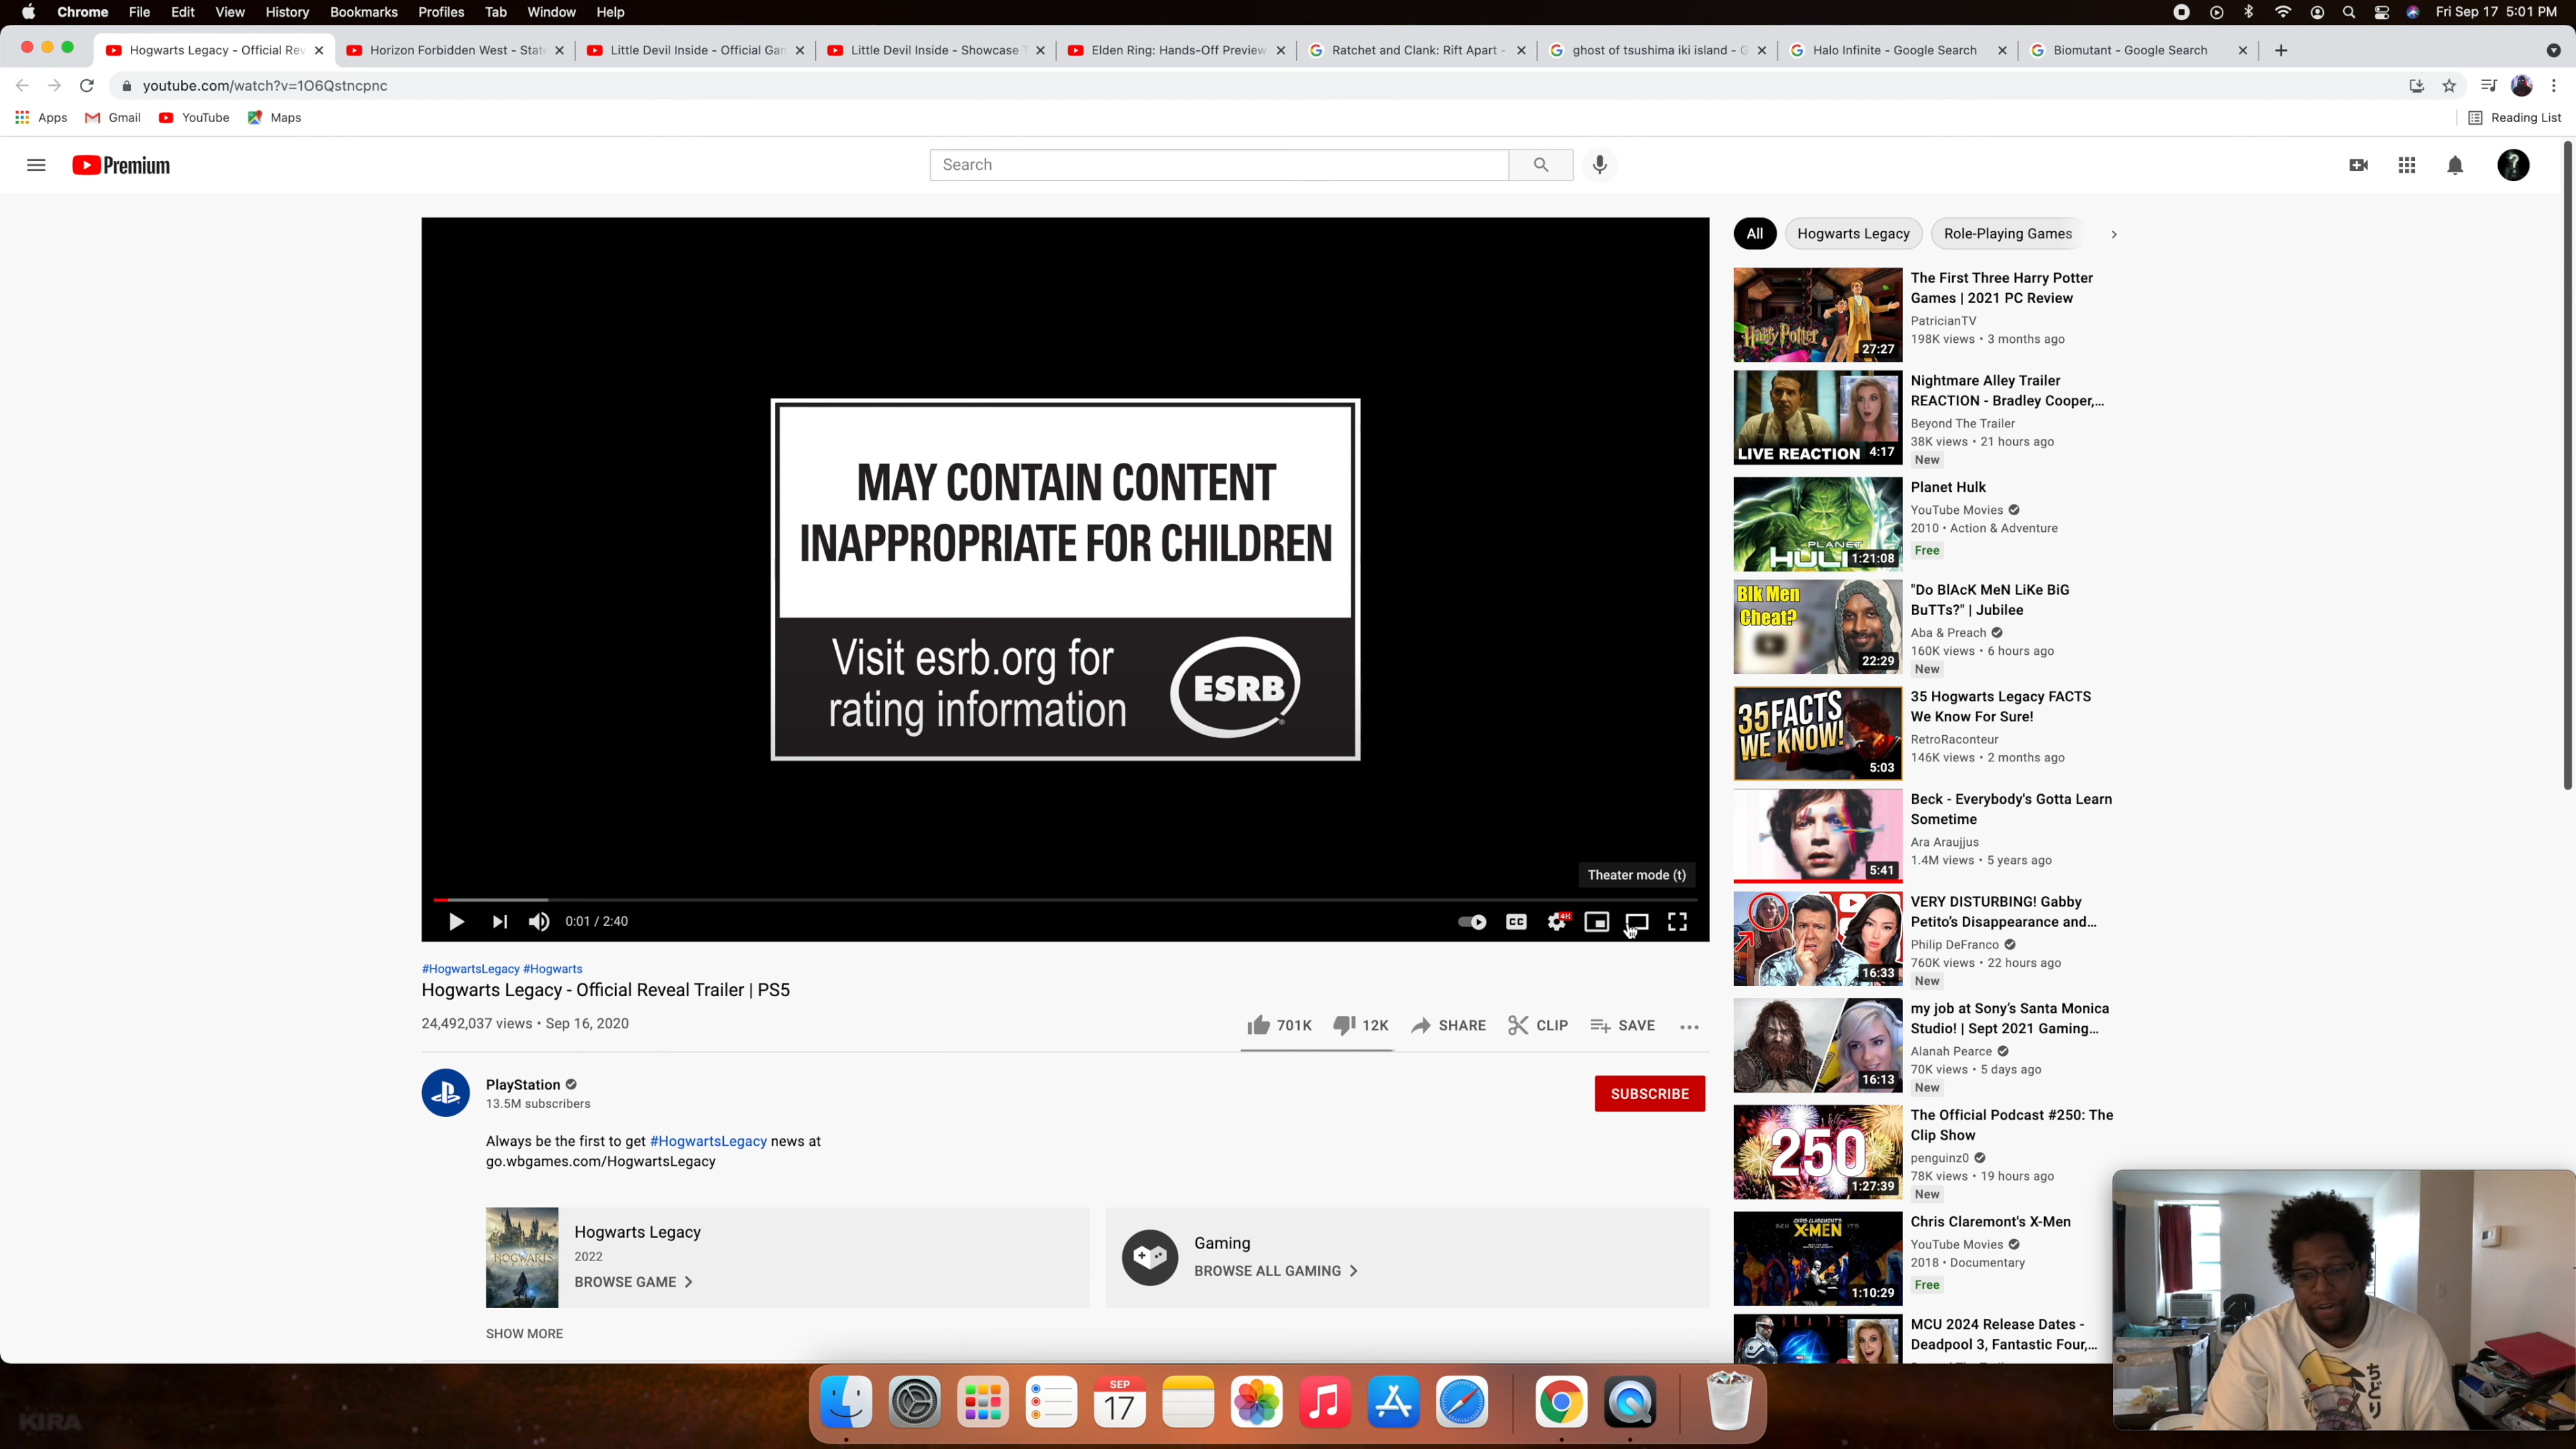 Chrome File Edit View History Bookmarks Profiles Tab Window Help
Fri Sep 17 5:01 PM
Hogwarts Legacy - Official Rev
Horizon Forbidden West - State
Little Devil Inside - Official Gam
Little Devil Inside - Showcase T
Elden Ring: Hands-Off Preview
Ratchet and Clank: Rift Apart -
ghost of tsushima iki island - G
Halo Infinite - Google Search
Biomutant - Google Search
youtube.com/watch?v=1O6Qstncpnc
Apps Gmail YouTube Maps
Reading List
Premium
Search
MAY CONTAIN CONTENT
INAPPROPRIATE FOR CHILDREN
Visit esrb.org for
rating information
ESRB
Theater mode (t)
0:01 / 2:40
CC
4K
#HogwartsLegacy #Hogwarts
Hogwarts Legacy - Official Reveal Trailer | PS5
24,492,037 views • Sep 16, 2020
701K 12K SHARE CLIP SAVE
PlayStation
13.5M subscribers
SUBSCRIBE
Always be the first to get #HogwartsLegacy news at
go.wbgames.com/HogwartsLegacy
HOGWARTS
Hogwarts Legacy
2022
BROWSE GAME
Gaming
BROWSE ALL GAMING
SHOW MORE
All
Hogwarts Legacy
Role-Playing Games
Harry Potter
27:27
The First Three Harry Potter
Games | 2021 PC Review
PatricianTV
198K views • 3 months ago
LIVE REACTION
4:17
Nightmare Alley Trailer
REACTION - Bradley Cooper,...
Beyond The Trailer
38K views • 21 hours ago
New
PLANET
1:21:08
Planet Hulk
YouTube Movies
2010 • Action & Adventure
Free
Blk Men
Cheat?
22:29
"Do BlAcK MeN LiKe BiG
BuTTs?" | Jubilee
Aba & Preach
160K views • 6 hours ago
New
35 FACTS
WE KNOW!
5:03
35 Hogwarts Legacy FACTS
We Know For Sure!
RetroRaconteur
146K views • 2 months ago
5:41
Beck - Everybody's Gotta Learn
Sometime
Ara Araujjus
1.4M views • 5 years ago
16:33
VERY DISTURBING! Gabby
Petito's Disappearance and...
Philip DeFranco
760K views • 22 hours ago
New
16:13
my job at Sony's Santa Monica
Studio! | Sept 2021 Gaming...
Alanah Pearce
70K views • 5 days ago
New
250
1:27:39
The Official Podcast #250: The
Clip Show
penguinz0
78K views • 19 hours ago
New
CHRIS CLAREMONT'S
X-MEN
1:10:29
Chris Claremont's X-Men
YouTube Movies
2018 • Documentary
Free
MCU 2024 Release Dates -
Deadpool 3, Fantastic Four,...
ちどり
SEP
17
KIRA